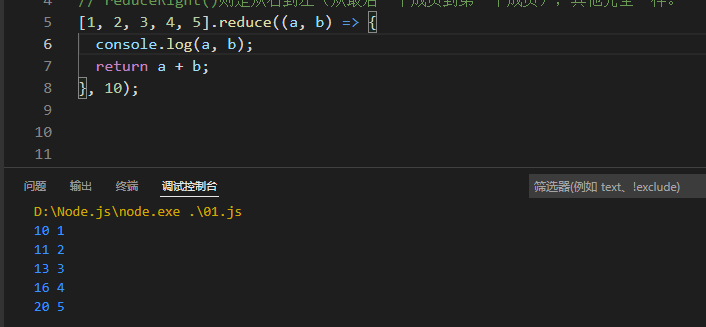 4 // reduceRight()则是从右到左（从最后一个成员到第一个成员），其他完全一样。
5 [1, 2, 3, 4, 5].reduce((a, b) => {
6 console.log(a, b);
7 return a + b;
8 }, 10);
9
10
11
问题 输出 终端 调试控制台 筛选器(例如 text、!exclude)
D:\Node.js\node.exe .\01.js
10 1
11 2
13 3
16 4
20 5